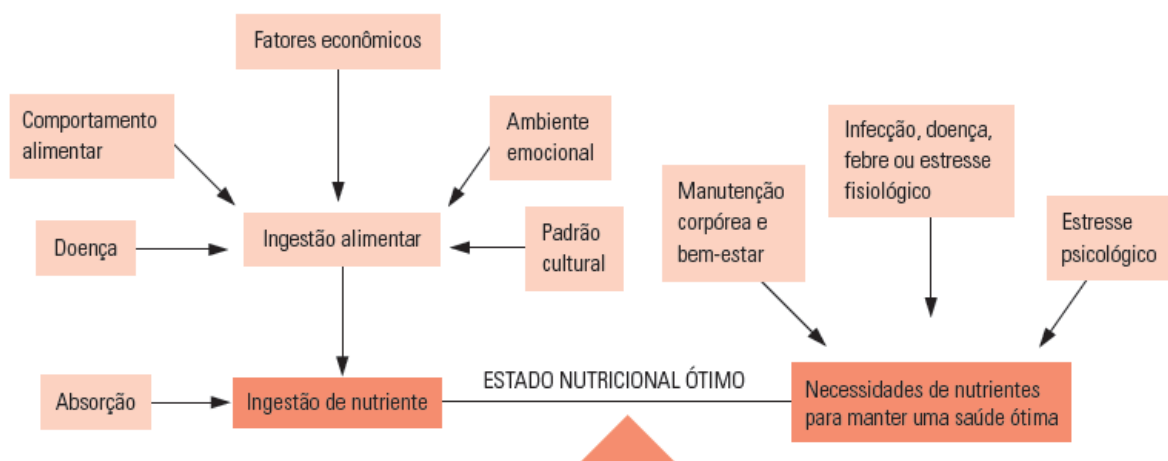 Fatores econômicos
Comportamento
alimentar
Ambiente
emocional
Doença
Ingestão alimentar
Padrão
cultural
Absorção
Ingestão de nutriente
ESTADO NUTRICIONAL ÓTIMO
Manutenção
corpórea e
bem-estar
Infecção, doença,
febre ou estresse
fisiológico
Estresse
psicológico
Necessidades de nutrientes
para manter uma saúde ótima